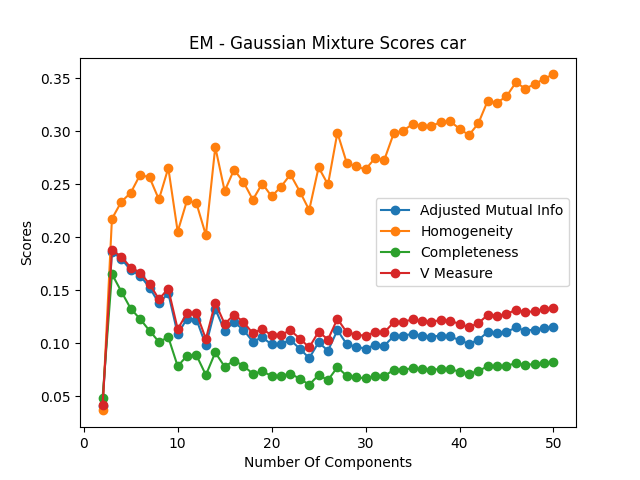 EM - Gaussian Mixture Scores car
0.35
0.30
0.25
0.20
0.15
0.10
0.05
Scores
Adjusted Mutual Info
Homogeneity
Completeness
V Measure
0
10
20
30
40
50
Number Of Components